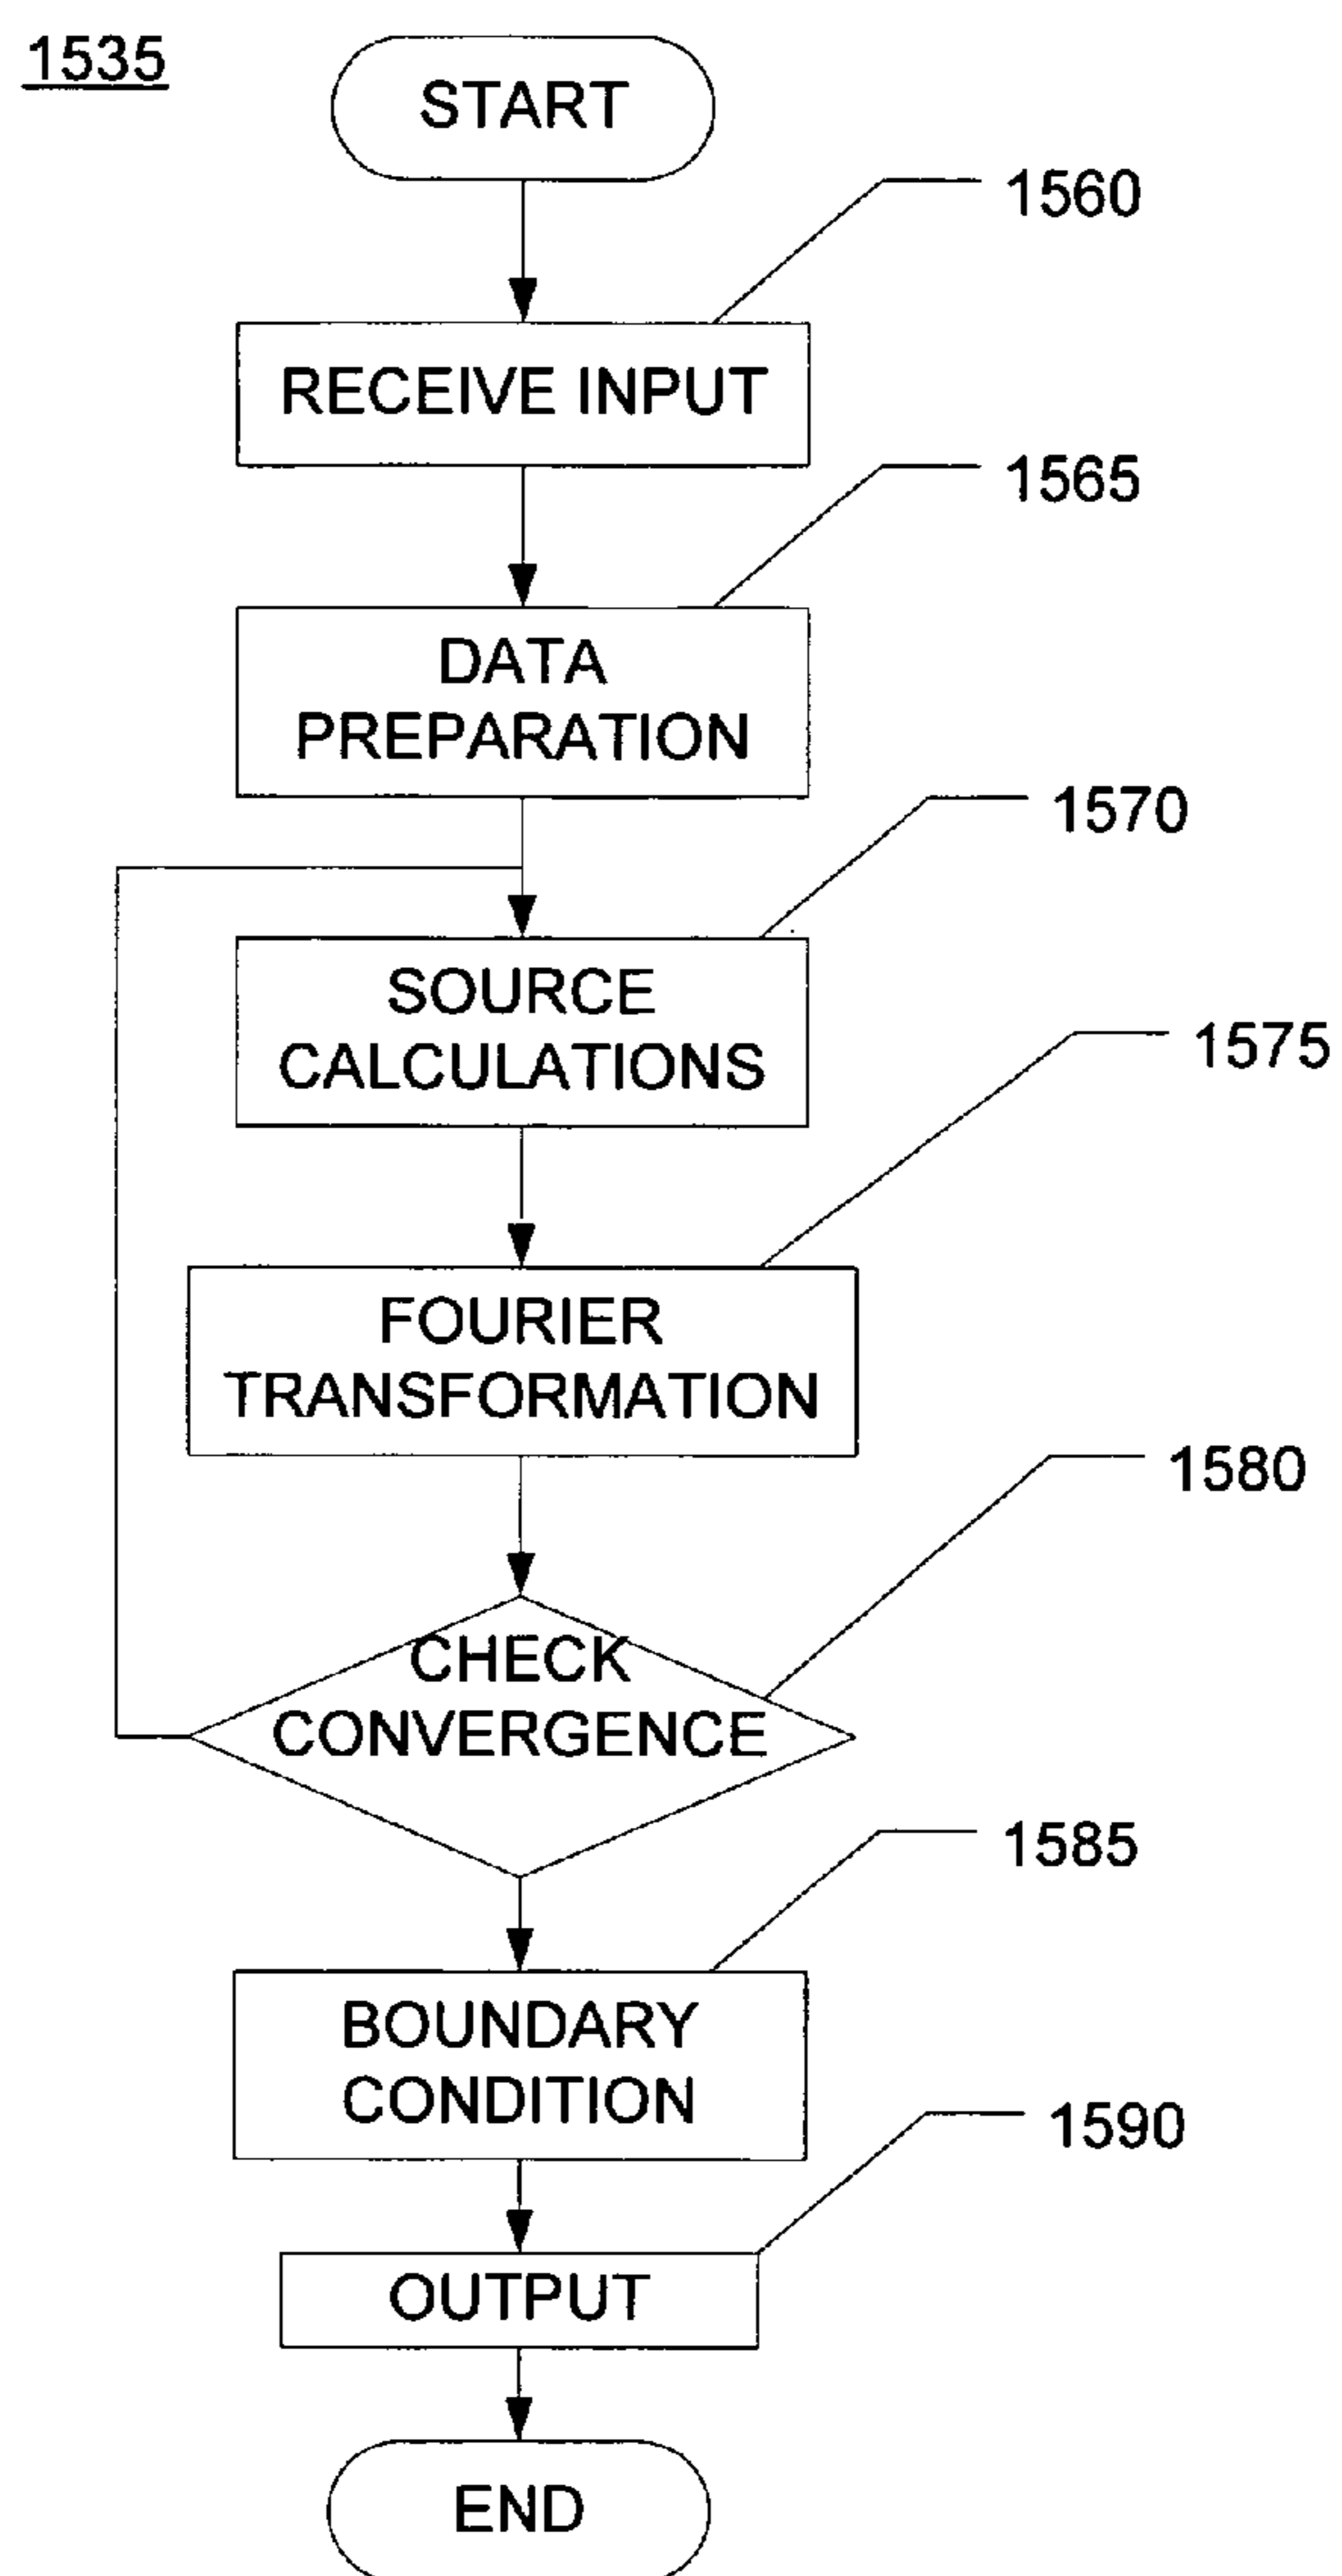 1535
START
1560
RECEIVE INPUT
1565
DATA
PREPARATION
1570
SOURCE
CALCULATIONS
1575
FOURIER
TRANSFORMATION
1580
CHECK
CONVERGENCE
1585
BOUNDARY
CONDITION
1590
OUTPUT
END